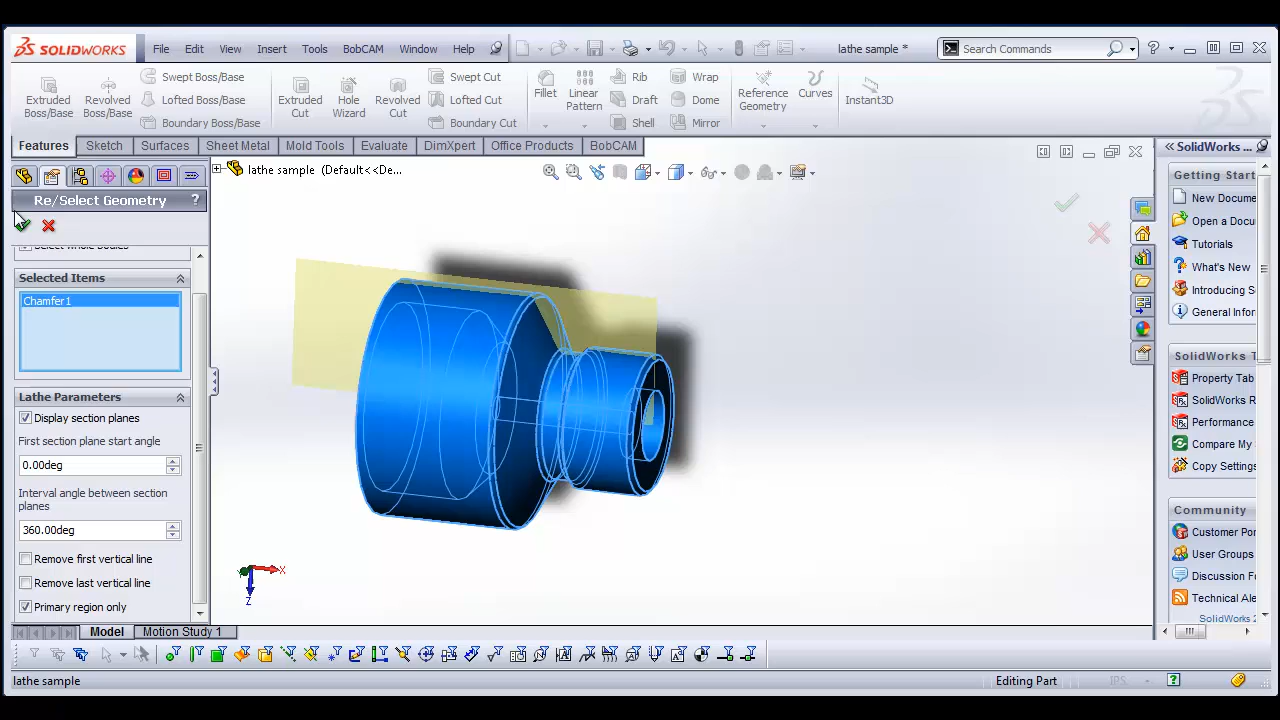 SOLIDWORKS File Edit View Insert Tools BobCAM Window Help lathe sample * Search Commands
Extruded Boss/Base
Revolved Boss/Base
Swept Boss/Base
Lofted Boss/Base
Boundary Boss/Base
Extruded Cut
Hole Wizard
Revolved Cut
Swept Cut
Lofted Cut
Boundary Cut
Fillet
Linear Pattern
Rib
Draft
Shell
Wrap
Dome
Mirror
Reference Geometry
Curves
Instant3D
Features Sketch Surfaces Sheet Metal Mold Tools Evaluate DimXpert Office Products BobCAM
Re/Select Geometry ?
Select whole bodies
Selected Items
Chamfer1
Lathe Parameters
Display section planes
First section plane start angle
0.00deg
Interval angle between section planes
360.00deg
Remove first vertical line
Remove last vertical line
Primary region only
lathe sample (Default<<De...
X
Z
SolidWorks ...
Getting Start
New Docume
Open a Docu
Tutorials
What's New
Introducing S
General Infor
SolidWorks T
Property Tab
SolidWorks R
Performance
Compare My
Copy Settings
Community
Customer Por
User Groups
Discussion F
Technical Ale
SolidWorks 2
Model Motion Study 1
lathe sample Editing Part IPS